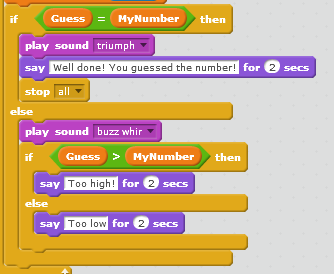 if Guess = MyNumber then
play sound triumph
say Well done! You guessed the number! for 2 secs
stop all
else
play sound buzz whir
if Guess > MyNumber then
say Too high! for 2 secs
else
say Too low for 2 secs